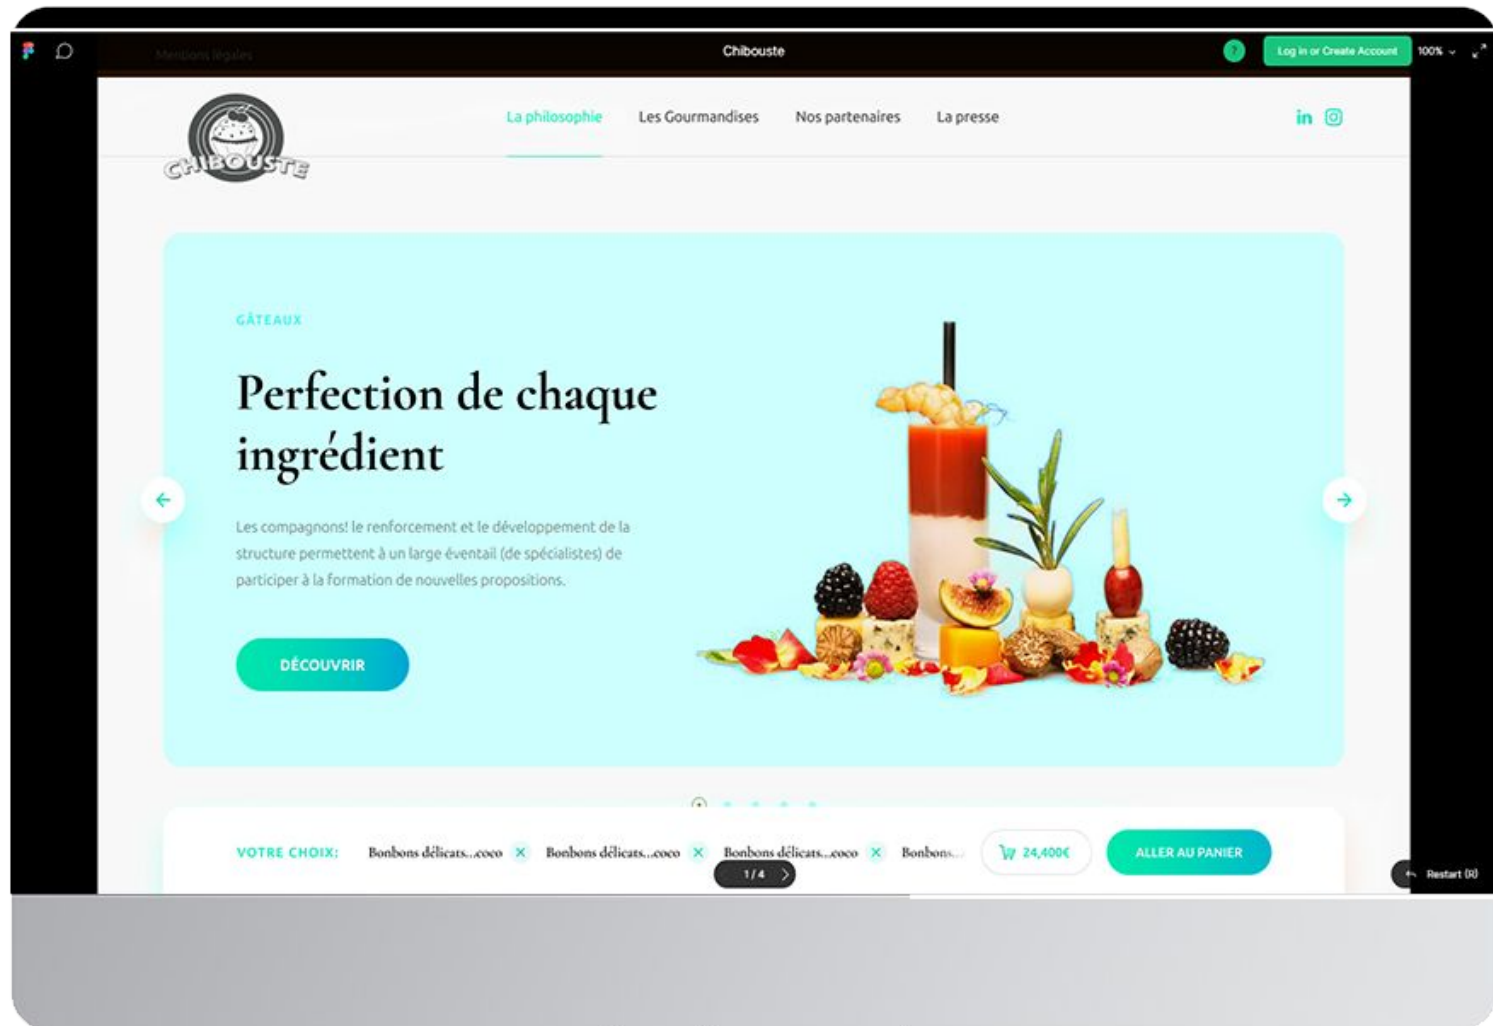 Mentions légales
Chibouste
?
Log in or Create Account
100%
CHIBOUSTE
La philosophie
Les Gourmandises
Nos partenaires
La presse
in
GÂTEAUX
Perfection de chaque
ingrédient
Les compagnons! le renforcement et le développement de la
structure permettent à un large éventail (de spécialistes) de
participer à la formation de nouvelles propositions.
DÉCOUVRIR
VOTRE CHOIX:
Bonbons délicats...coco
Bonbons délicats...coco
Bonbons délicats...coco
Bonbons...
24,400€
ALLER AU PANIER
1 / 4
Restart (R)